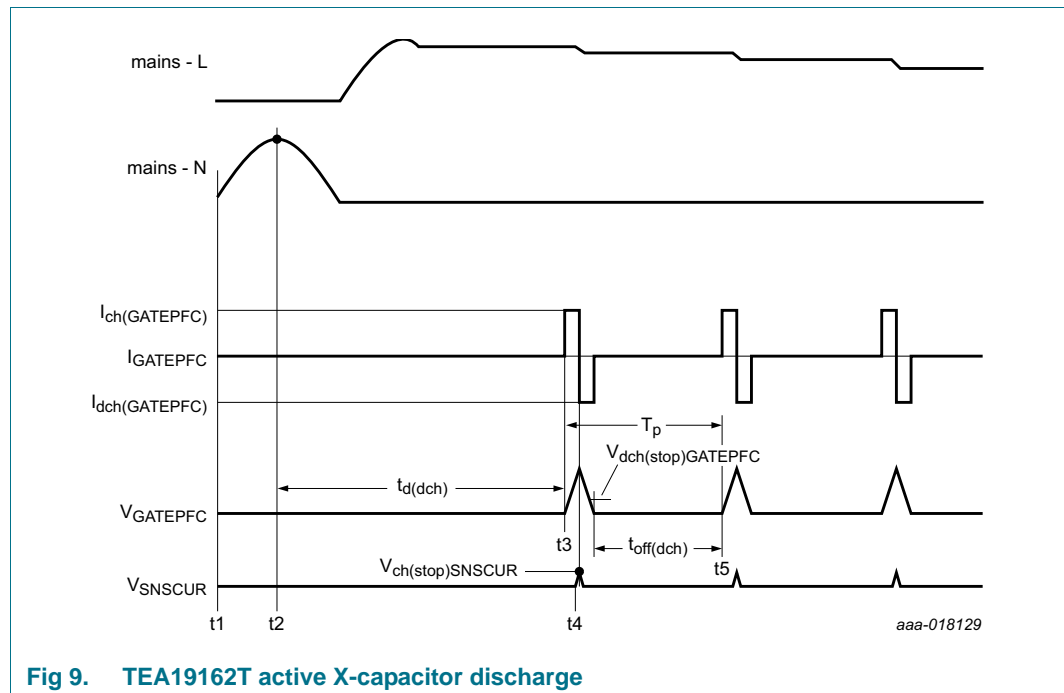 mains - L
mains - N
Ich(GATEPFC)
IGATEPFC
Idch(GATEPFC)
Tp
Vdch(stop)GATEPFC
td(dch)
VGATEPFC
t3
toff(dch)
t5
Vch(stop)SNSCUR
VSNSCUR
t1
t2
t4
aaa-018129
Fig 9. TEA19162T active X-capacitor discharge